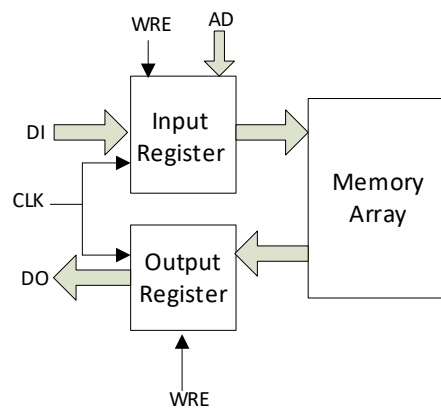 WRE
AD
DI
Input
Register
CLK
Memory
Array
DO
Output
Register
WRE